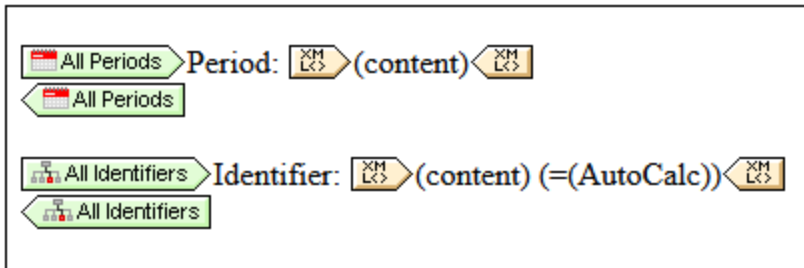 All Periods Period: XML<> (content) XML<>
All Periods
All Identifiers Identifier: XML<> (content) (=(AutoCalc)) XML<>
All Identifiers